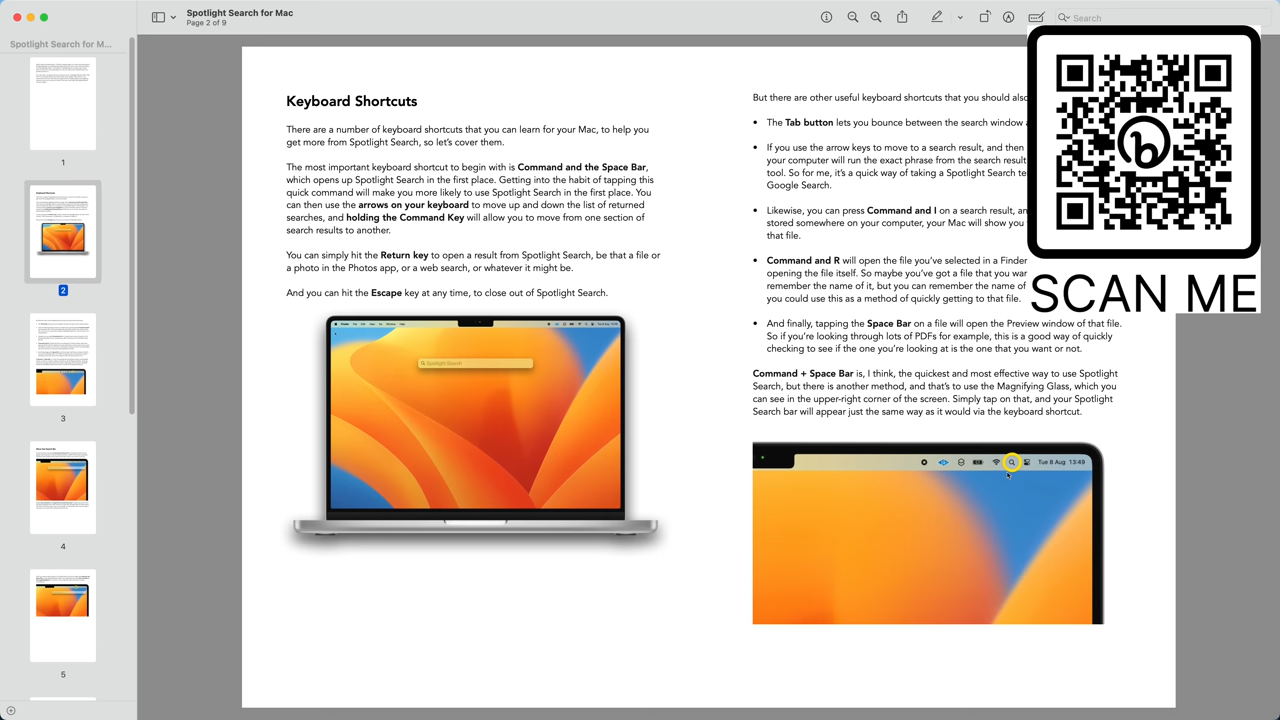 Spotlight Search for Mac
Page 2 of 9
Search
Spotlight Search for M...
1
2
3
4
5
Keyboard Shortcuts
There are a number of keyboard shortcuts that you can learn for your Mac, to help you
get more from Spotlight Search, so let's cover them.
The most important keyboard shortcut to begin with is Command and the Space Bar,
which opens up Spotlight Search in the first place. Getting into the habit of tapping this
quick command will make you more likely to use Spotlight Search in the first place. You
can then use the arrows on your keyboard to move up and down the list of returned
searches, and holding the Command Key will allow you to move from one section of
search results to another.
You can simply hit the Return key to open a result from Spotlight Search, be that a file or
a photo in the Photos app, or a web search, or whatever it might be.
And you can hit the Escape key at any time, to close out of Spotlight Search.
Spotlight Search
But there are other useful keyboard shortcuts that you should also
• The Tab button lets you bounce between the search window
• If you use the arrow keys to move to a search result, and then
your computer will run the exact phrase from the search result
tool. So for me, it's a quick way of taking a Spotlight Search
Google Search.
• Likewise, you can press Command and I on a search result,
stored somewhere on your computer, your Mac will show you
that file.
• Command and R will open the file you've selected in a Finder
opening the file itself. So maybe you've got a file that you
remember the name of it, but you can remember the name of
you could use this as a method of quickly getting to that file.
• And finally, tapping the Space Bar on a file will open the Preview window of that file.
So if you're looking through lots of PDFs for example, this is a good way of quickly
checking to see if the one you're looking at is the one that you want or not.
Command + Space Bar is, I think, the quickest and most effective way to use Spotlight
Search, but there is another method, and that's to use the Magnifying Glass, which you
can see in the upper-right corner of the screen. Simply tap on that, and your Spotlight
Search bar will appear just the same way as it would via the keyboard shortcut.
Tue 8 Aug 13:49
SCAN ME